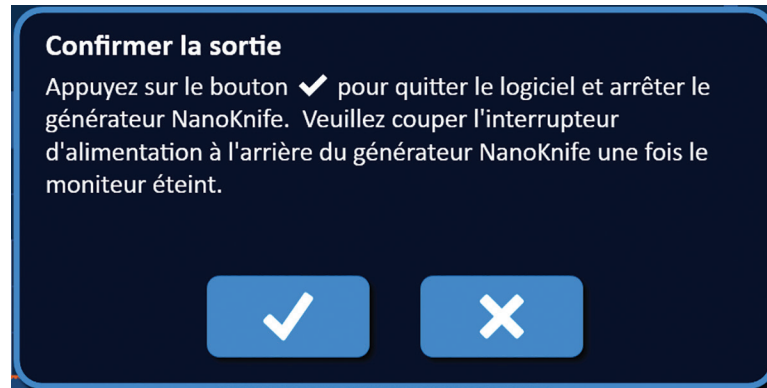 Confirmer la sortie
Appuyez sur le bouton ✔ pour quitter le logiciel et arrêter le
générateur NanoKnife.  Veuillez couper l'interrupteur
d'alimentation à l'arrière du générateur NanoKnife une fois le
moniteur éteint.